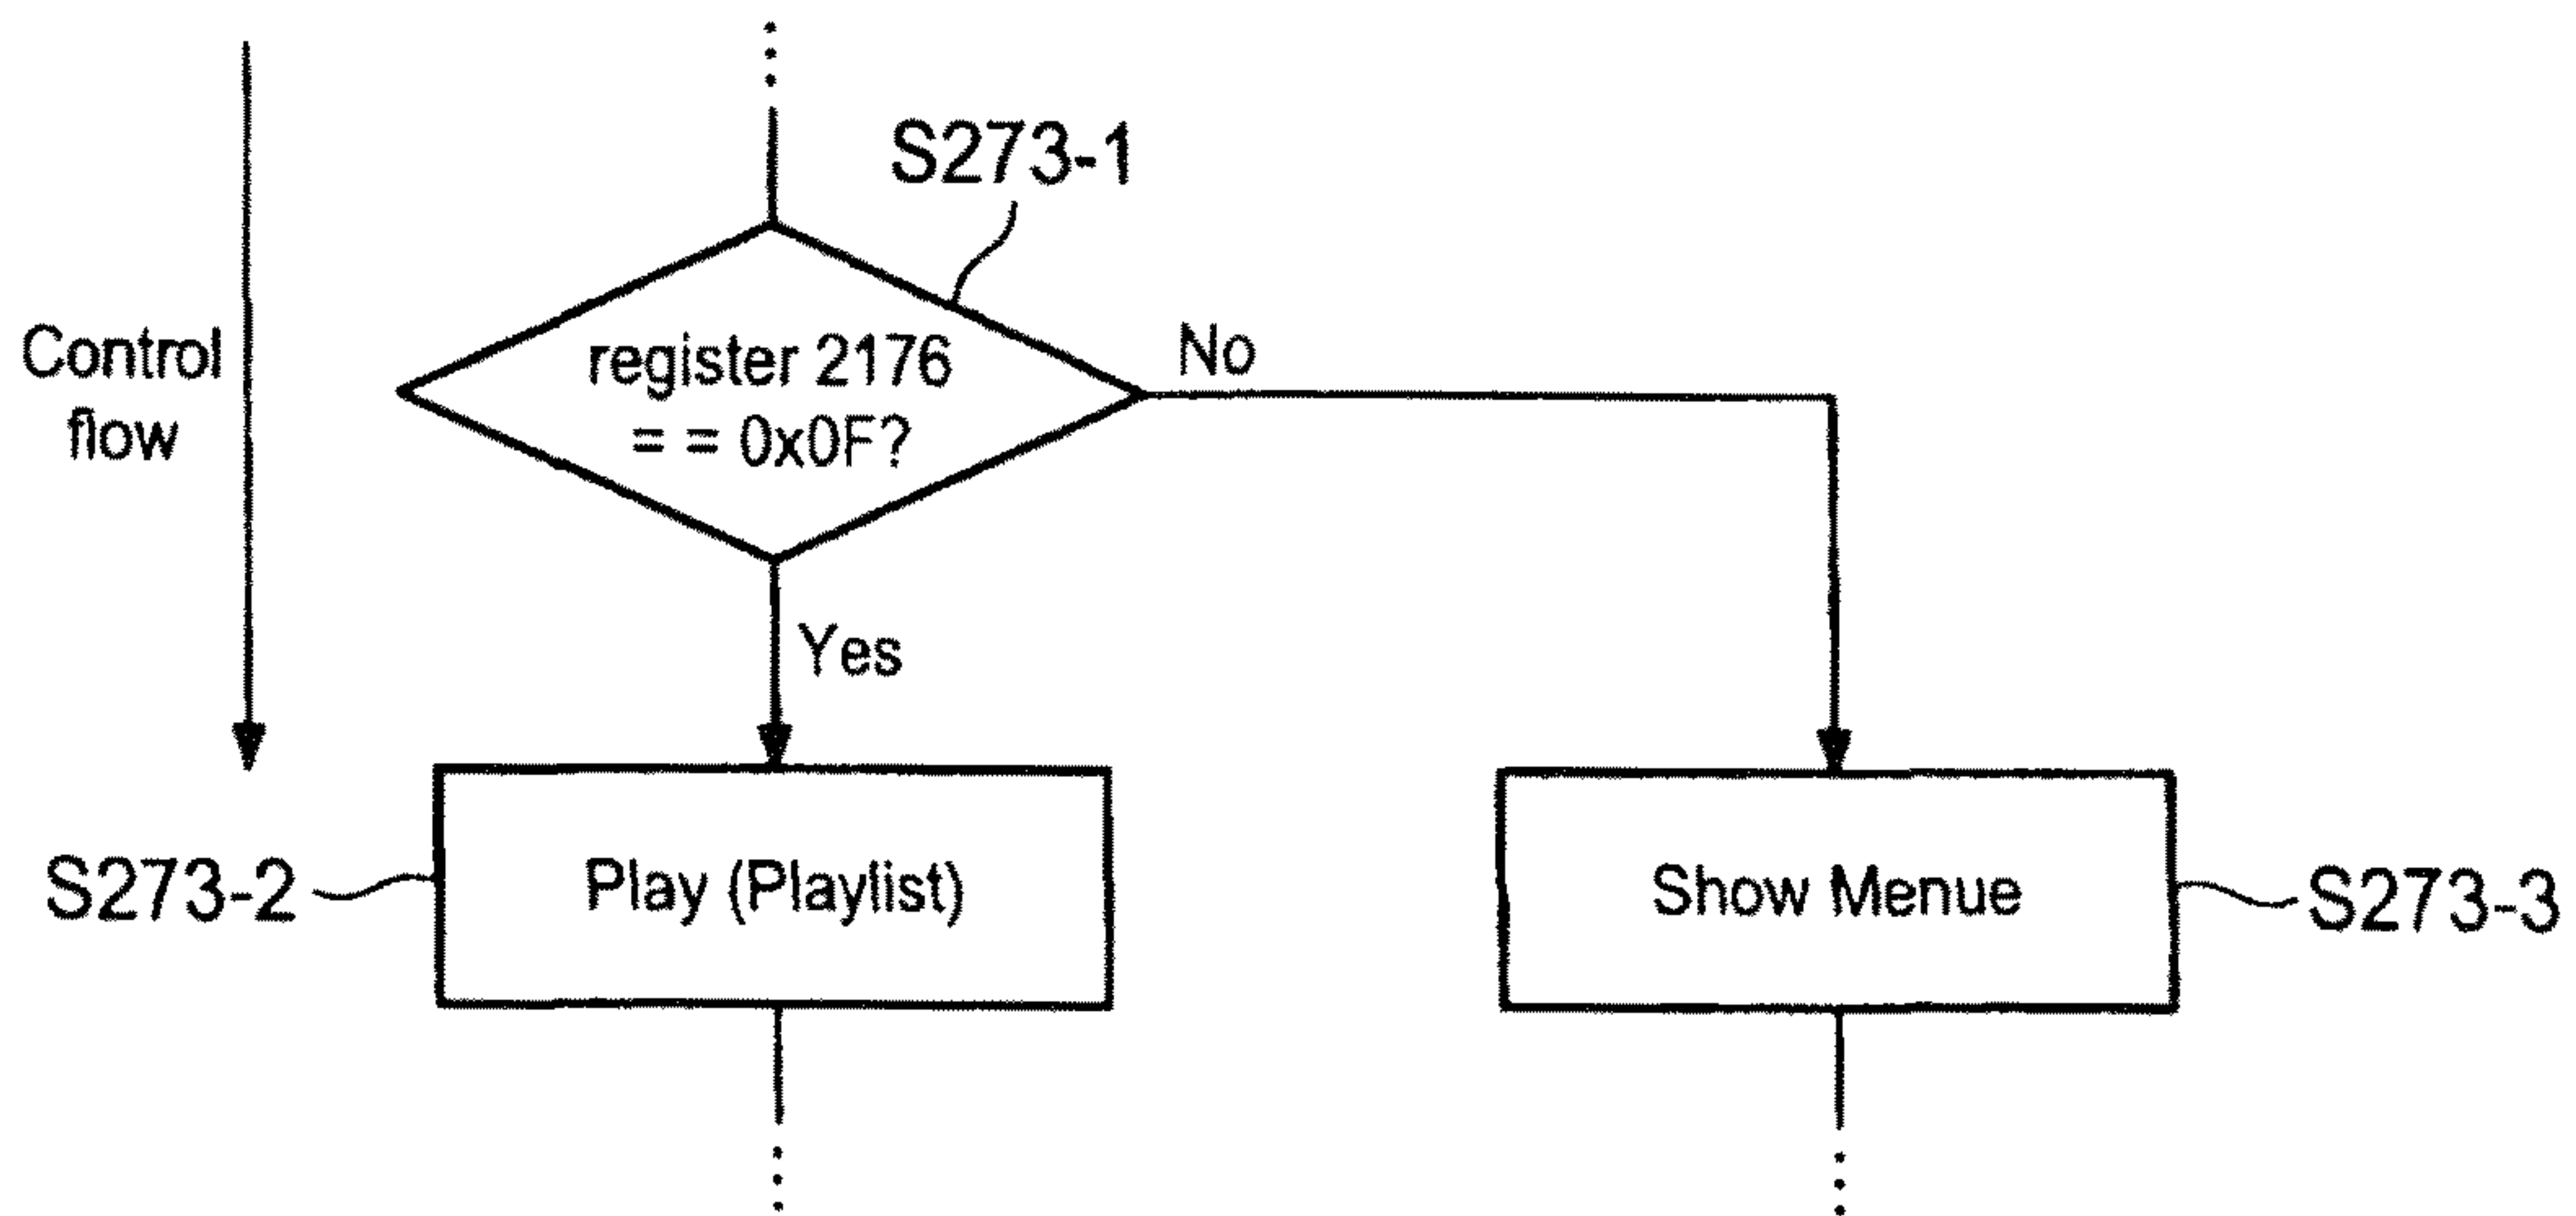 S273-1
Control
flow
register 2176
= = 0x0F?
No
Yes
S273-2
Play (Playlist)
Show Menue
S273-3